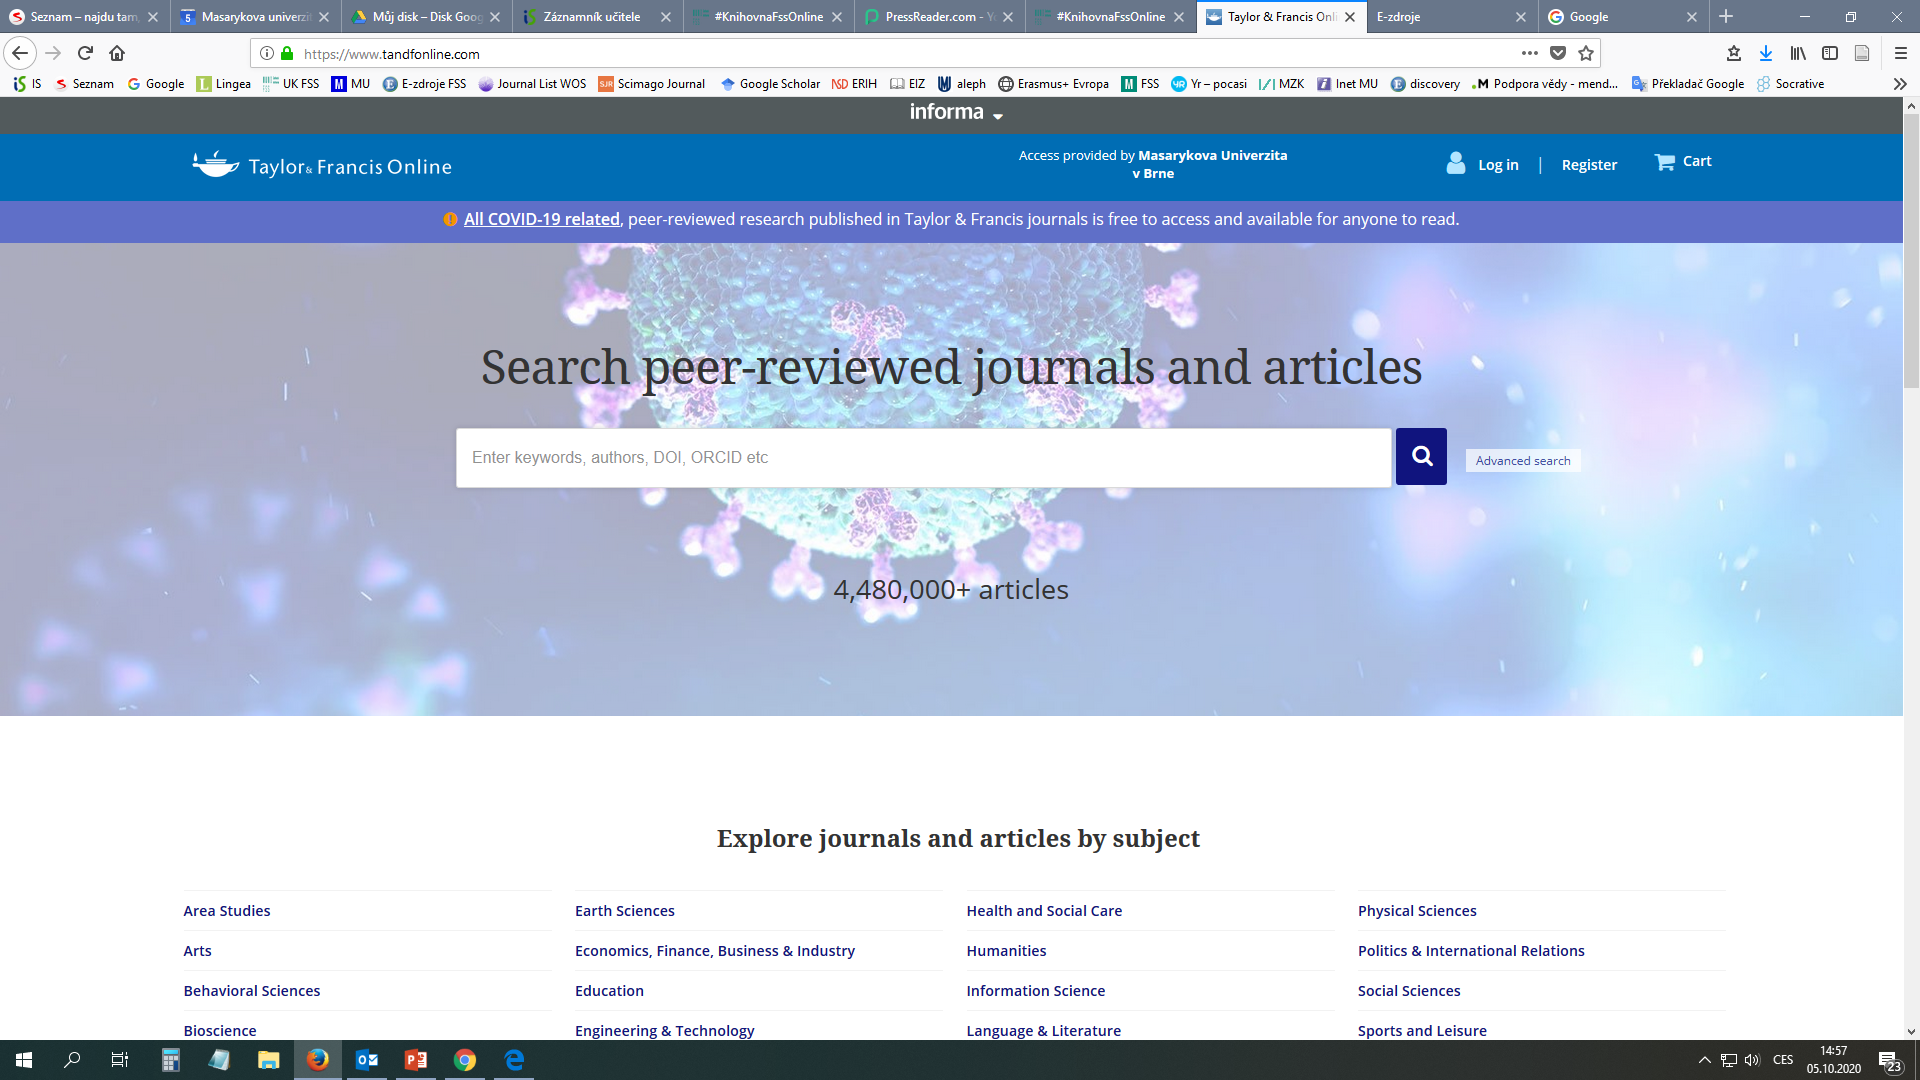 Seznam – najdu tam,
Masarykova univerzit
Můj disk – Disk Goog
Záznamník učitele
#KnihovnaFssOnline
PressReader.com - Yo
#KnihovnaFssOnline
Taylor & Francis Onli
E-zdroje
Google
https://www.tandfonline.com
IS Seznam Google Lingea UK FSS MU E-zdroje FSS Journal List WOS Scimago Journal Google Scholar ERIH EIZ aleph Erasmus+ Evropa FSS Yr – pocasi MZK Inet MU discovery Podpora vědy - mend... Překladač Google Socrative
informa
Taylor & Francis Online
Access provided by Masarykova Univerzita
v Brne
Log in | Register
Cart
All COVID-19 related, peer-reviewed research published in Taylor & Francis journals is free to access and available for anyone to read.
Search peer-reviewed journals and articles
Enter keywords, authors, DOI, ORCID etc
Advanced search
4,480,000+ articles
Explore journals and articles by subject
Area Studies
Earth Sciences
Health and Social Care
Physical Sciences
Arts
Economics, Finance, Business & Industry
Humanities
Politics & International Relations
Behavioral Sciences
Education
Information Science
Social Sciences
Bioscience
Engineering & Technology
Language & Literature
Sports and Leisure
CES
14:57
05.10.2020
23